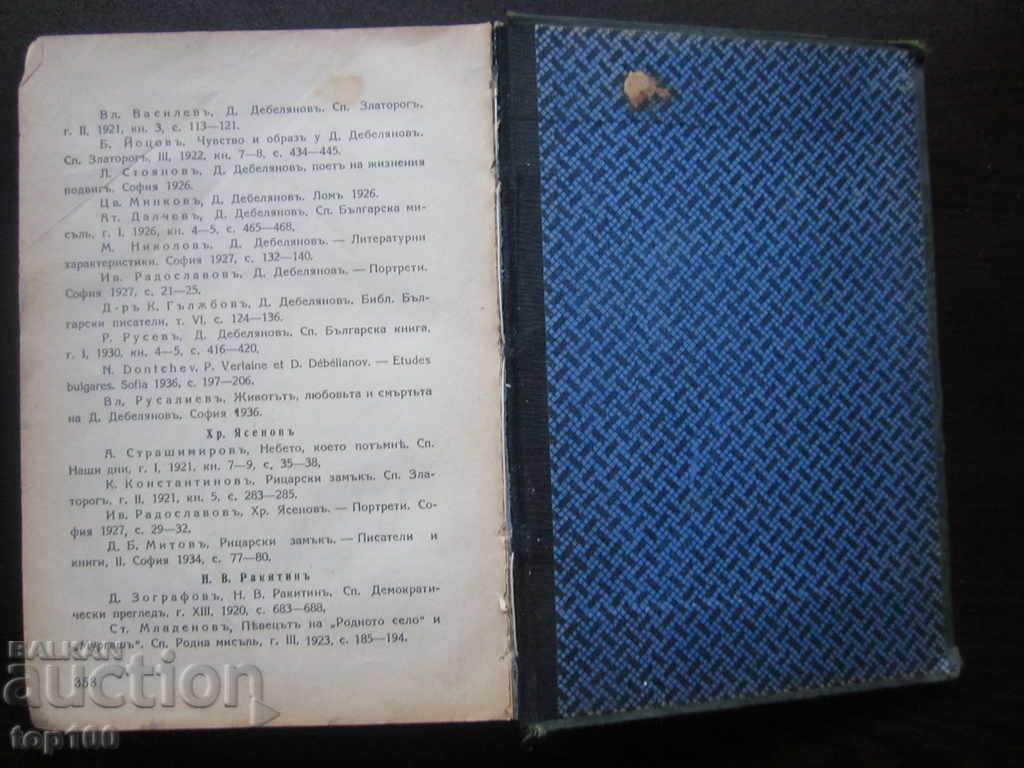 Вл. Василевъ, Д. Дебеляновъ. Сп. Златорогъ,
г. II, 1921, кн. 3, с. 113—121.
Б. Йоцовъ, Чувство и образъ у Д. Дебеляновъ.
Сп. Златорогъ, III, 1922, кн. 7—8, с. 434—445.
Л. Стояновъ, Д. Дебеляновъ, поетъ на жизнения
подвигъ. София 1926.
Цв. Минковъ, Д. Дебеляновъ. Ломъ 1926.
Ат. Далчевъ, Д. Дебеляновъ, Сп. Българска ми-
съль, г. I, 1926, кн. 4—5, с. 465—468,
М. Николовъ, Д. Дебеляновъ. — Литературни
характеристики. София 1927, с. 132—140.
Ив. Радославовъ, Д. Дебеляновъ. — Портрети.
София 1927, с. 21—25.
Д-ръ К. Гълѫбовъ, Д. Дебеляновъ, Библ. Бъл-
гарски писатели, т. VI, с. 124—136.
Р. Русевъ, Д. Дебеляновъ. Сп. Българска книга,
г. I, 1930, кн. 4—5, с. 416—420,
N. Dontchev, P. Verlaine et D. Débélianov. — Etudes
bulgares. Sofia 1936, с. 197—206,
Вл. Русалиевъ, Животътъ, любовьта и смъртьта
на Д. Дебеляновъ, София 1936.
Хр. Ясеновъ
А. Страшимировъ, Небето, което потъмнѣ. Сп.
Наши дни, г. I, 1921, кн. 7—9, с, 35—38,
К. Константиновъ, Рицарски замъкъ. Сп. Зла-
торогъ, г. II, 1921, кн. 5, с. 283—285.
Ив. Радославовъ, Хр. Ясеновъ. — Портрети. Со-
фия 1927, с. 29—32.
Д. Б. Митовъ, Рицарски замъкъ. — Писатели и
книги, II. София 1934, с. 77—80.
Н. В. Ракитинъ
Д. Зографовъ, Н. В. Ракитин, Сп. Демократи-
чески прегледъ, г. XIII, 1920, с. 683—688,
Ст. Младеновъ, Пѣвецътъ на „Родното село“ и
„Мургашъ“. Сп. Родна мисъль, г. III, 1923, с. 185—194.
353
BALKAN
auction
top100